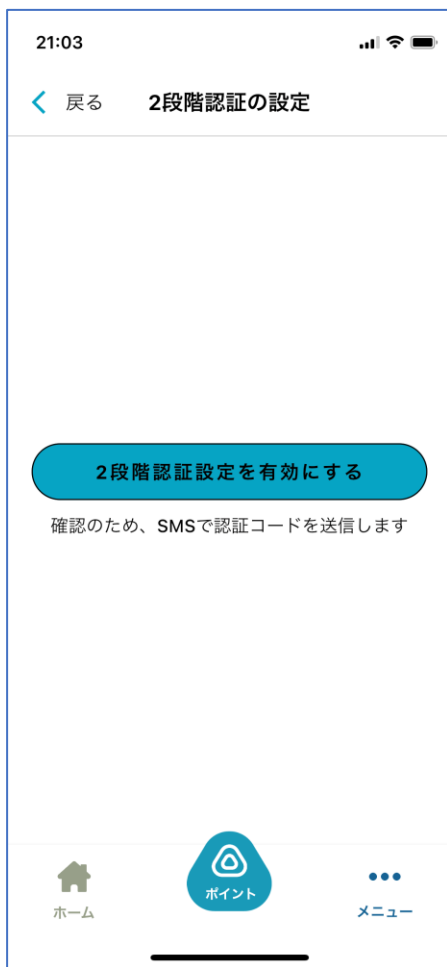 21:03
戻る 2段階認証の設定
2段階認証設定を有効にする
確認のため、SMSで認証コードを送信します
ホーム ポイント メニュー